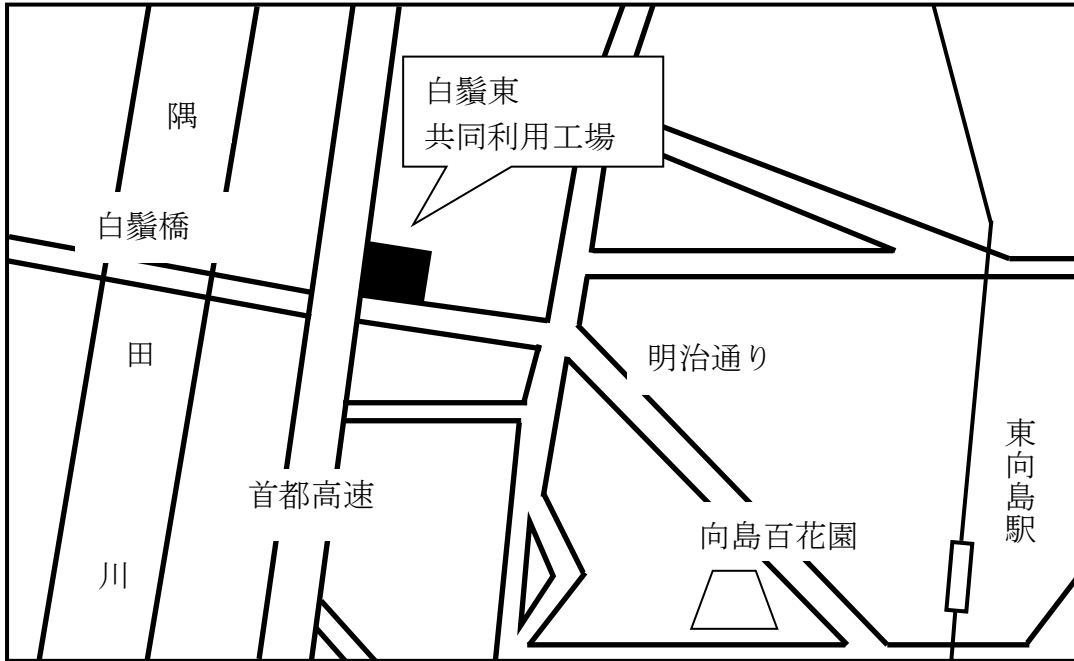 白鬚東
共同利用工場
隅
田
川
白鬚橋
明治通り
首都高速
向島百花園
東向島駅